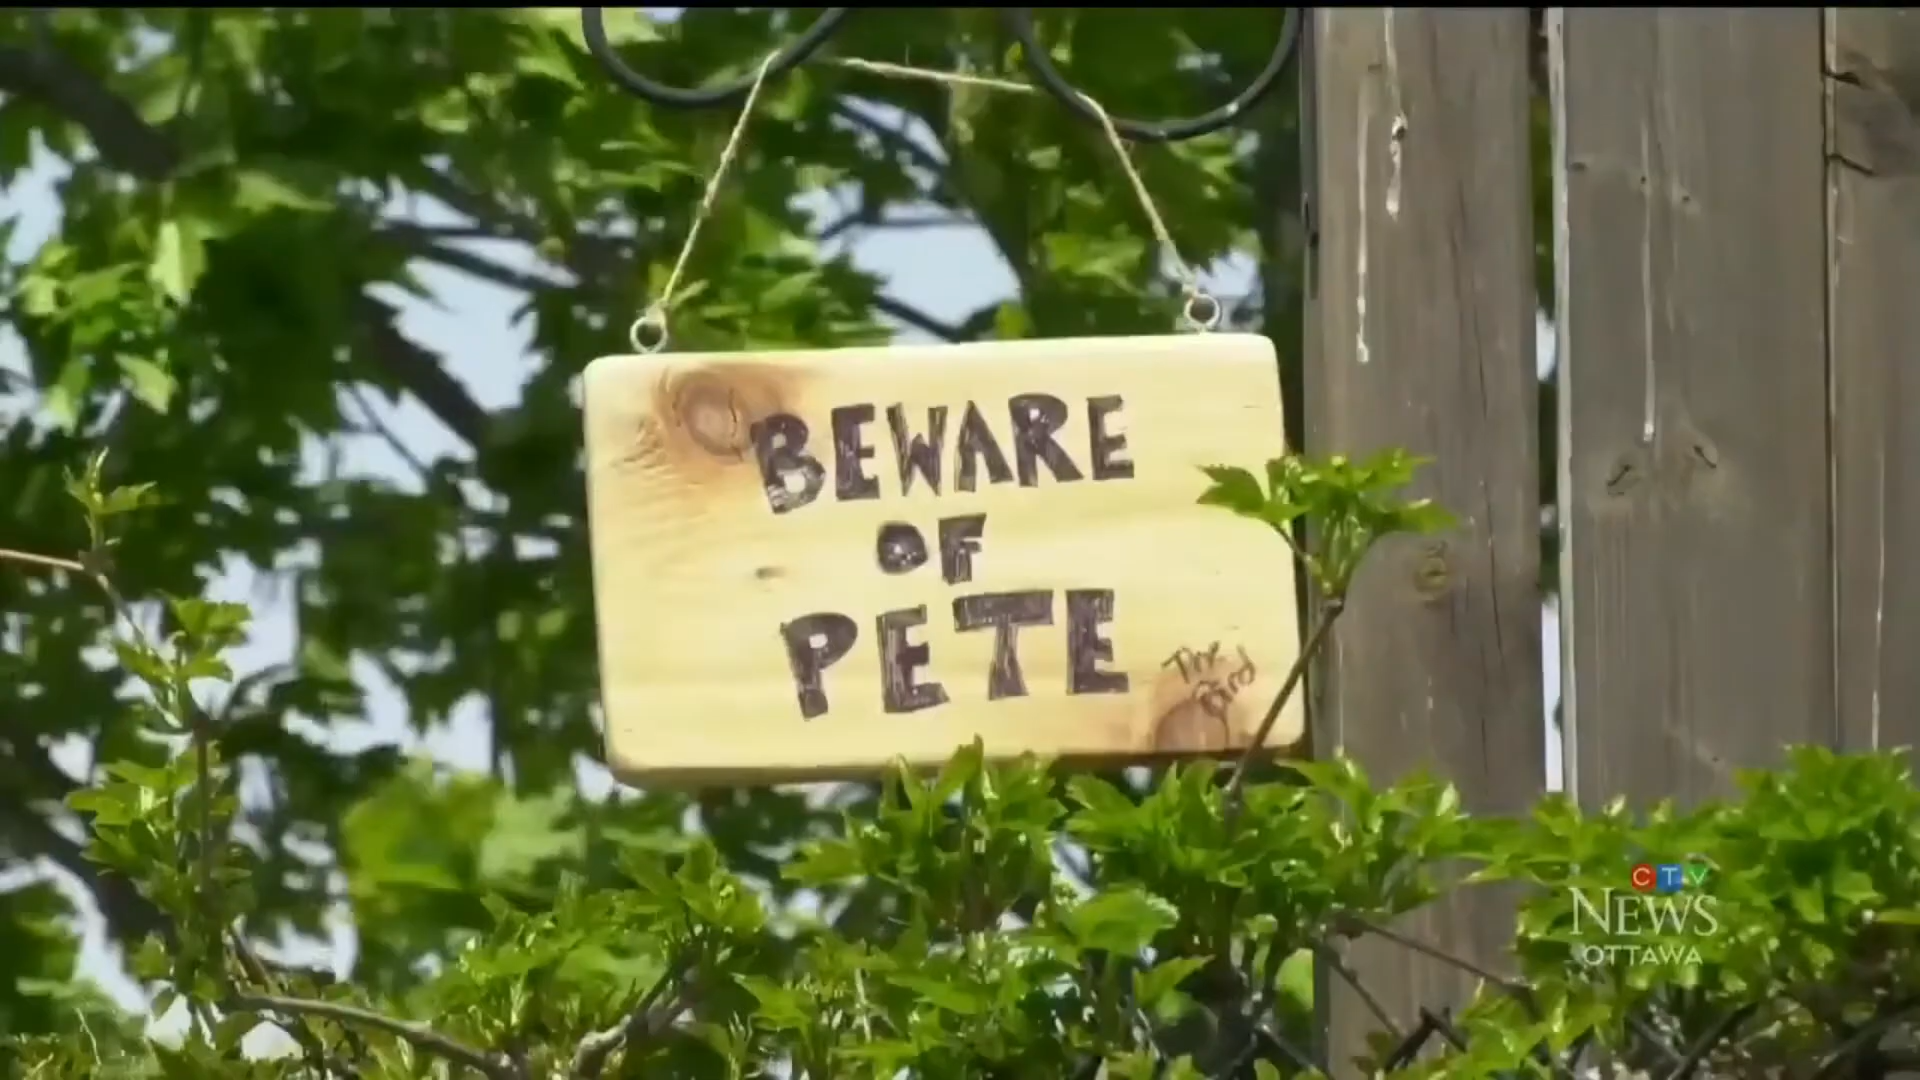 BEWARE
OF
PETE
The
Bird
CTV
NEWS
OTTAWA